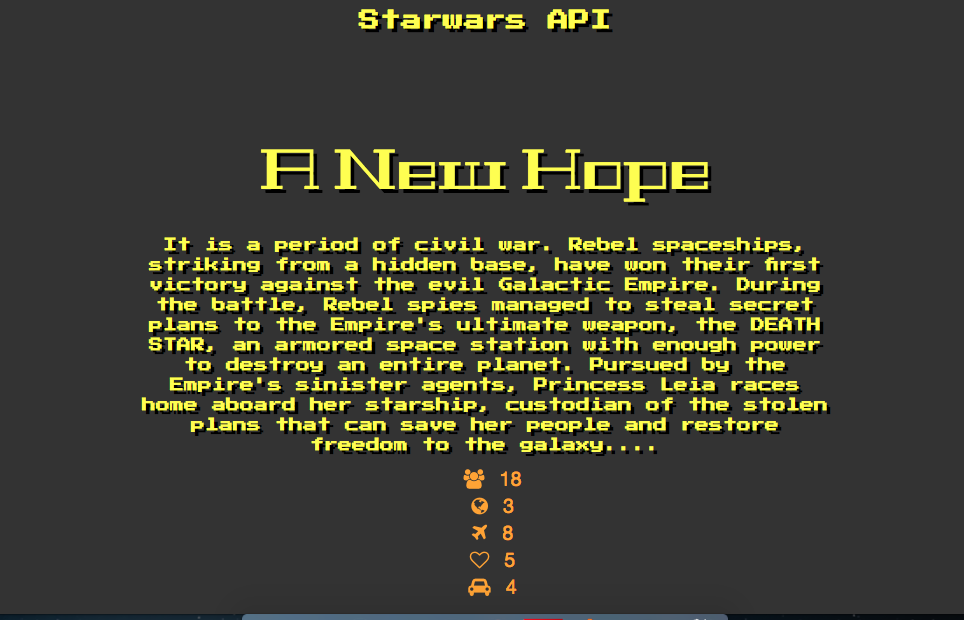 Starwars API
A New Hope
It is a period of civil war. Rebel spaceships,
striking from a hidden base, have won their first
victory against the evil Galactic Empire. During
the battle, Rebel spies managed to steal secret
plans to the Empire's ultimate weapon, the DEATH
STAR, an armored space station with enough power
to destroy an entire planet. Pursued by the
Empire's sinister agents, Princess Leia races
home aboard her starship, custodian of the stolen
plans that can save her people and restore
freedom to the galaxy....
18
3
8
5
4